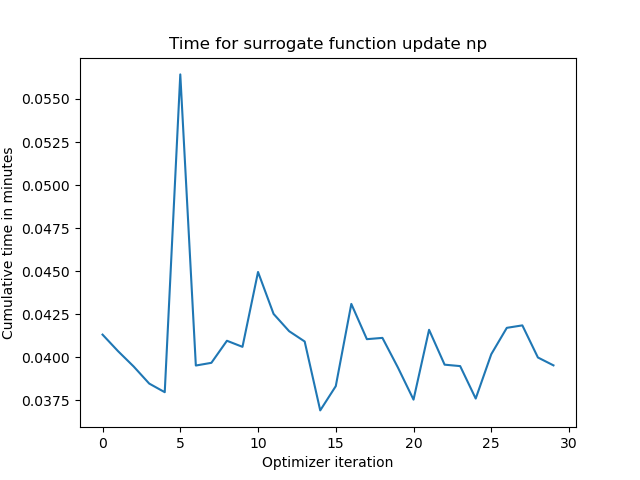 Time for surrogate function update np
Cumulative time in minutes
0.0550
0.0525
0.0500
0.0475
0.0450
0.0425
0.0400
0.0375
0 5 10 15 20 25 30
Optimizer iteration